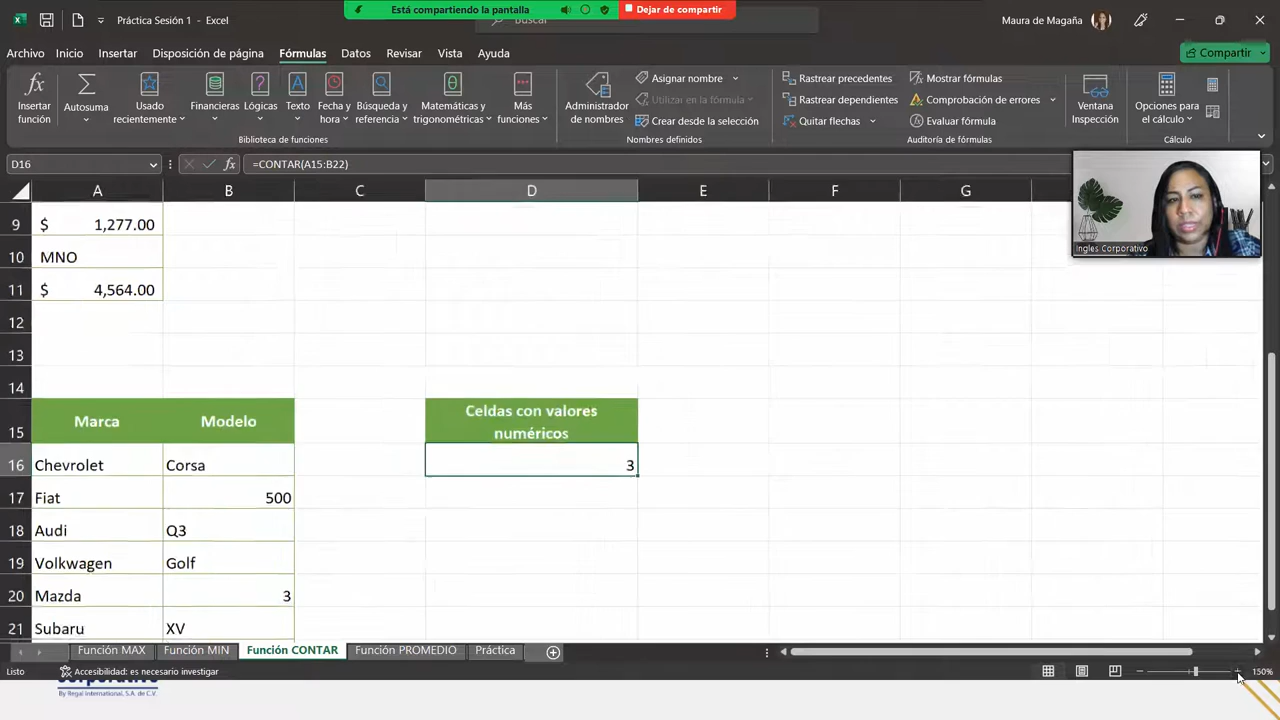 Está compartiendo la pantalla
Dejar de compartir
Práctica Sesión 1 - Excel
Buscar
Maura de Magaña
Archivo Inicio Insertar Disposición de página Fórmulas Datos Revisar Vista Ayuda
Compartir
Insertar función
Autosuma
Usado recientemente
Financieras
Lógicas
Texto
Fecha y hora
Búsqueda y referencia
Matemáticas y trigonométricas
Más funciones
Biblioteca de funciones
Administrador de nombres
Asignar nombre
Utilizar en la fórmula
Crear desde la selección
Nombres definidos
Rastrear precedentes
Rastrear dependientes
Quitar flechas
Mostrar fórmulas
Comprobación de errores
Evaluar fórmula
Auditoría de fórmulas
Ventana Inspección
Opciones para el cálculo
Cálculo
D16 fx =CONTAR(A15:B22)
Ingles Corporativo
A B C D E F G
9 $ 1,277.00
10 MNO
11 $ 4,564.00
12
13
14
15 Marca Modelo Celdas con valores numéricos
16 Chevrolet Corsa 3
17 Fiat 500
18 Audi Q3
19 Volkwagen Golf
20 Mazda 3
21 Subaru XV
Función MAX Función MIN Función CONTAR Función PROMEDIO Práctica
Listo Accesibilidad: es necesario investigar 150%
By Regal International, S.A. de C.V.